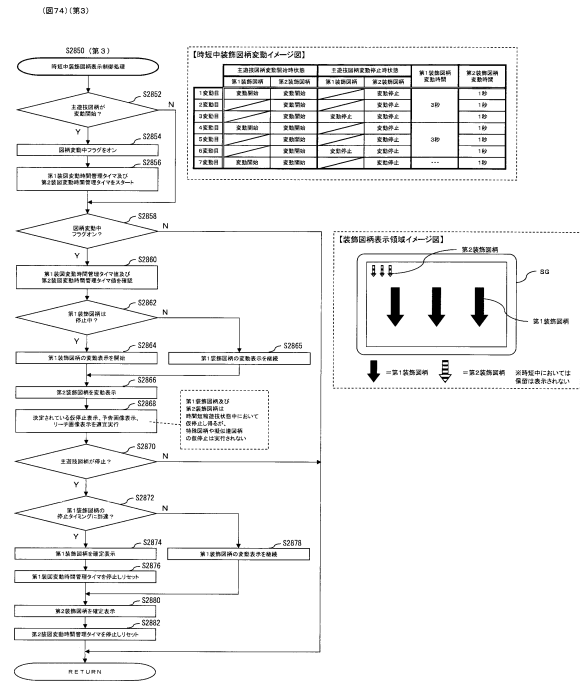 (図74)(第3)
S2850(第3)
時短中装飾図柄表示制御処理
S2852
主遊技図柄が
変動開始?
N
Y
S2854
図柄変動中フラグをオン
S2856
第1装図変動時間管理タイマ及び
第2装図変動時間管理タイマをスタート
S2858
図柄変動中
フラグオン?
N
Y
S2860
第1装図変動時間管理タイマ値及び
第2装図変動時間管理タイマ値を確認
S2862
第1装飾図柄は
停止中?
N
Y
S2864
第1装飾図柄の変動表示を開始
S2865
第1装飾図柄の変動表示を継続
S2866
第2装飾図柄を変動表示
S2868
決定されている仮停止表示、予告画像表示、
リーチ画像表示を適宜実行
第1装飾図柄及び
第2装飾図柄は
時間短縮遊技状態中において
仮停止し得るが、
特殊図柄や擬似連図柄
の仮停止は実行されない
S2870
主遊技図柄が停止?
N
Y
S2872
第1装飾図柄の
停止タイミングに到達?
N
Y
S2874
第1装飾図柄を確定表示
S2878
第1装飾図柄の変動表示を継続
S2876
第1装図変動時間管理タイマを停止しリセット
S2880
第2装飾図柄を確定表示
S2882
第2装図変動時間管理タイマを停止しリセット
RETURN
【時短中装飾図柄変動イメージ図】
主遊技図柄変動開始時状態 主遊技図柄変動停止時状態 第1装飾図柄変動時間 第2装飾図柄変動時間
第1装飾図柄 第2装飾図柄 第1装飾図柄 第2装飾図柄
1変動目 変動開始 変動開始 変動停止 3秒 1秒
2変動目 変動開始 変動停止 1秒
3変動目 変動開始 変動停止 変動停止 1秒
4変動目 変動開始 変動開始 変動停止 3秒 1秒
5変動目 変動開始 変動停止 1秒
6変動目 変動開始 変動停止 変動停止 1秒
7変動目 変動開始 変動開始 変動停止 --- 1秒
【装飾図柄表示領域イメージ図】
第2装飾図柄
SG
第1装飾図柄
=第1装飾図柄 =第2装飾図柄 ※時短中においては
保留は表示されない